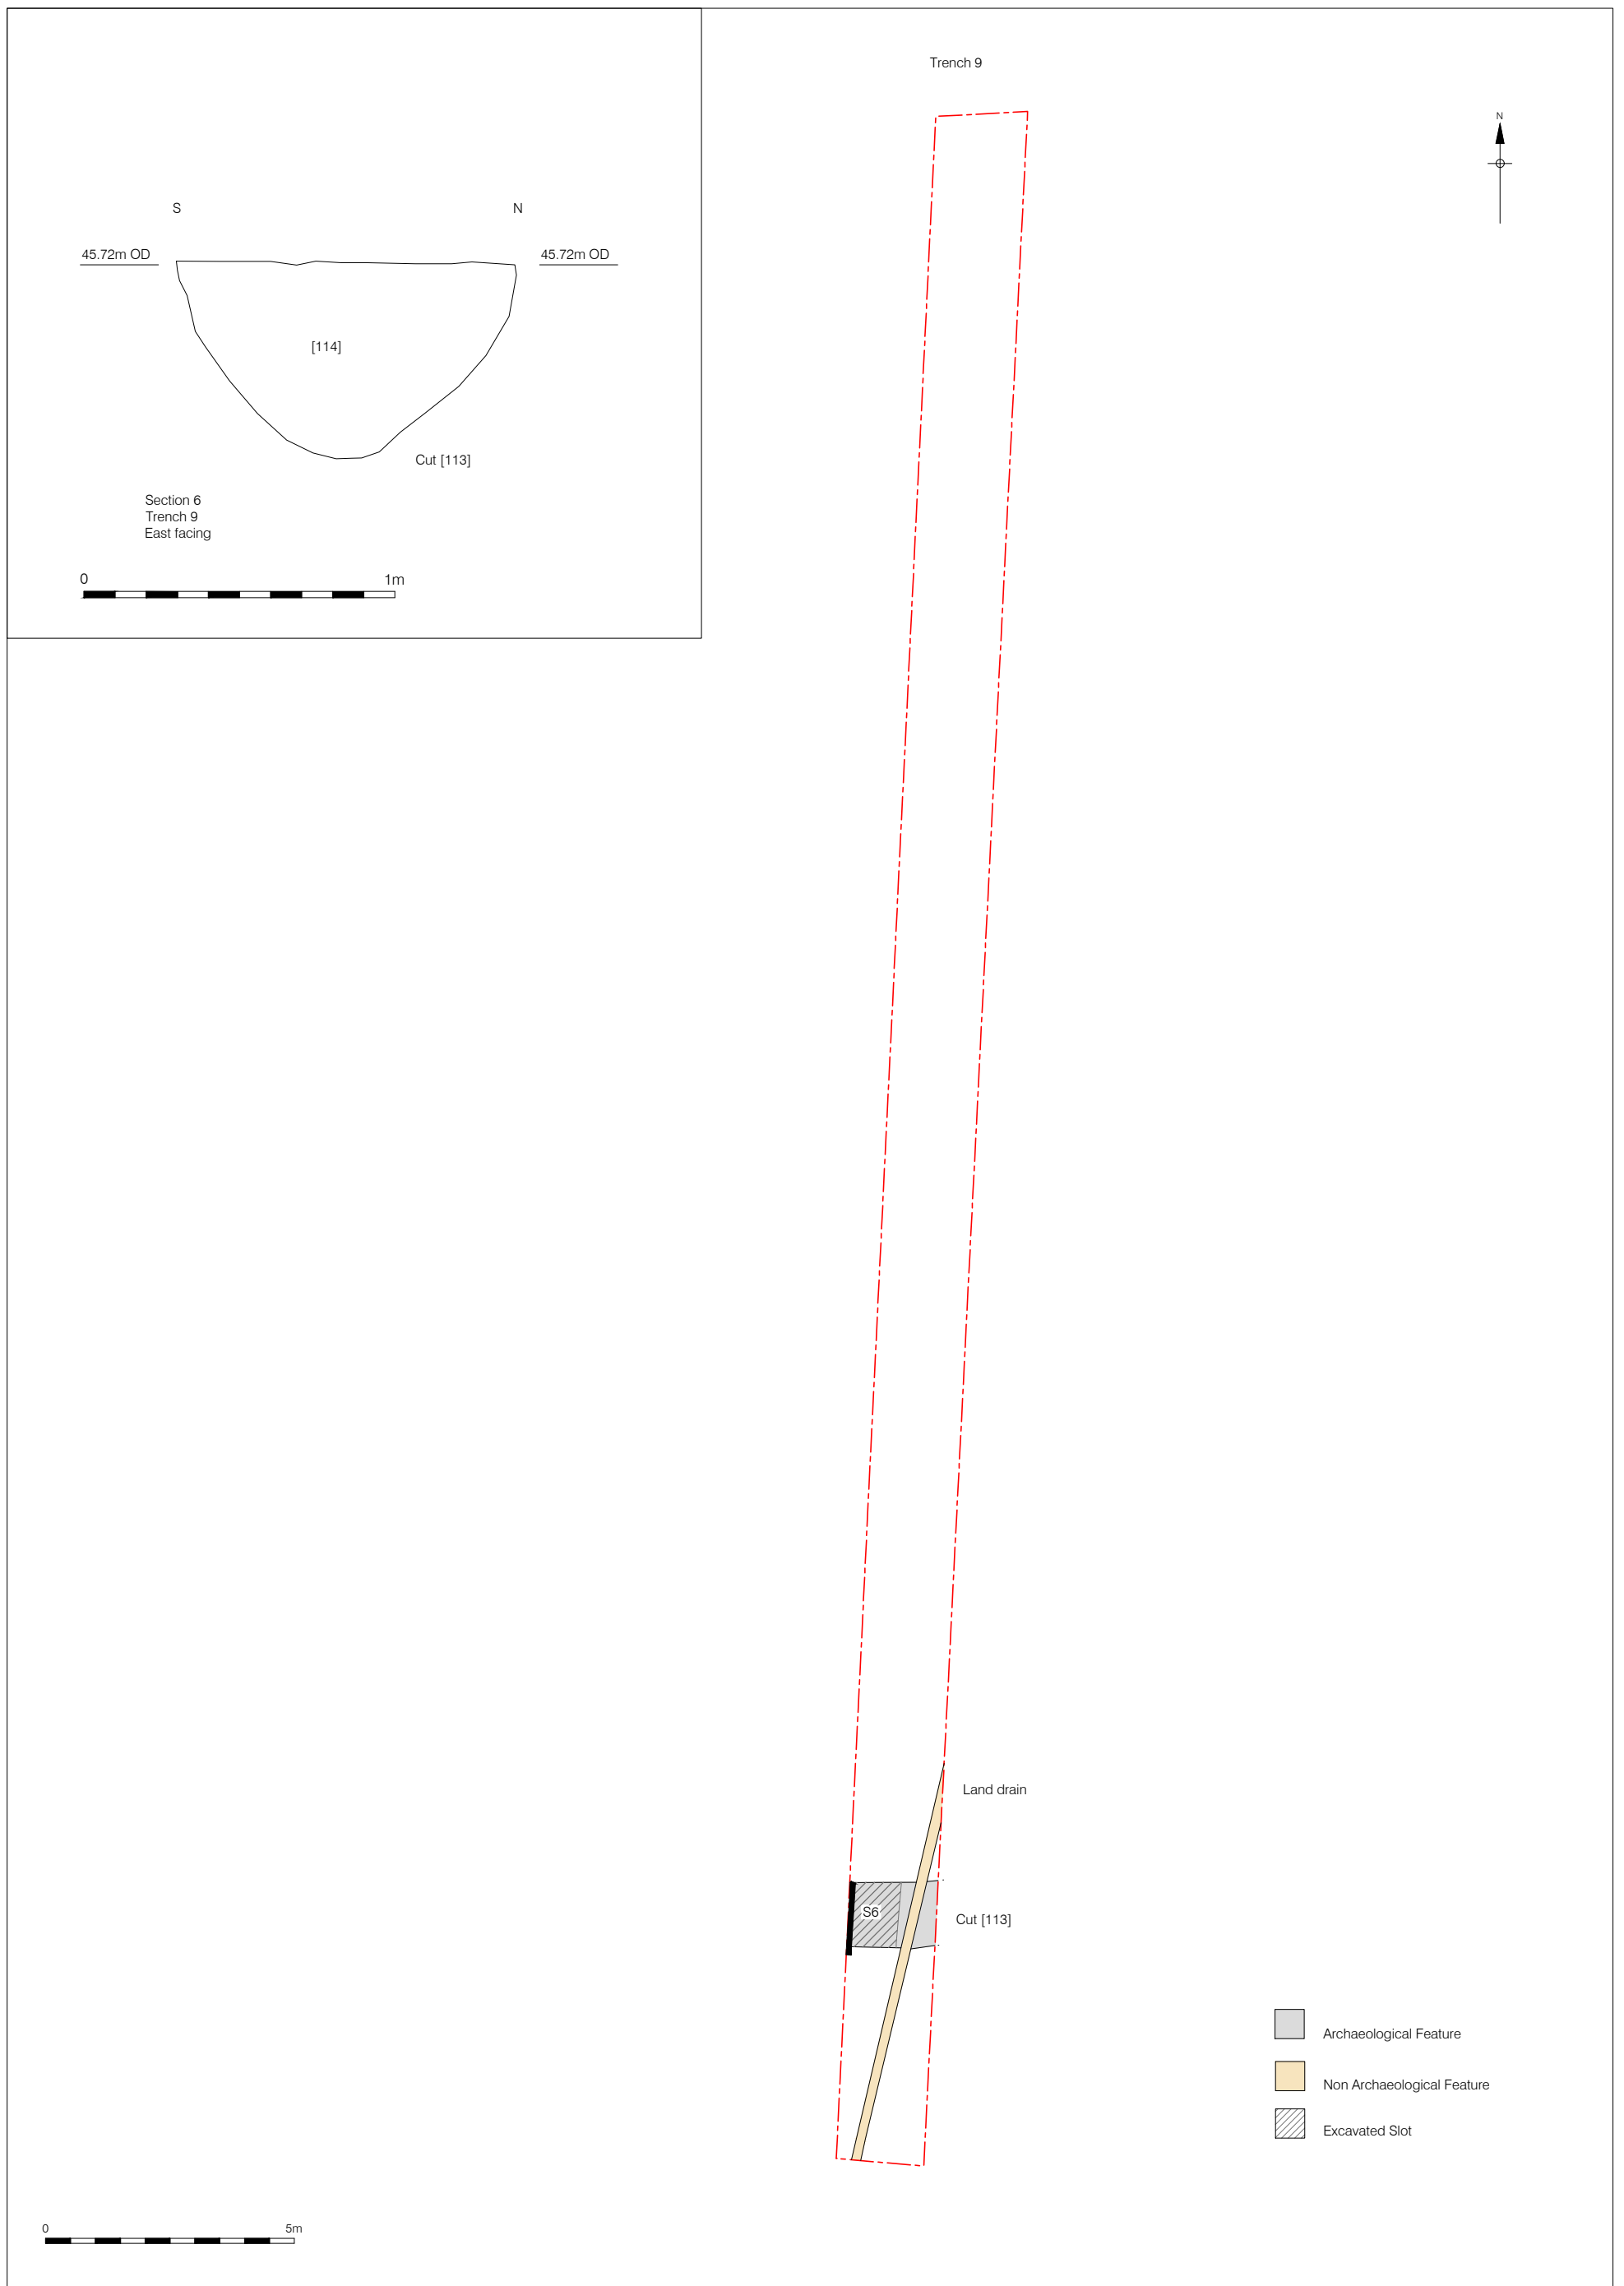 Trench 9
N
S
N
45.72m OD
45.72m OD
[114]
Cut [113]
Section 6
Trench 9
East facing
0
1m
Land drain
S6
Cut [113]
Archaeological Feature
Non Archaeological Feature
Excavated Slot
0
5m